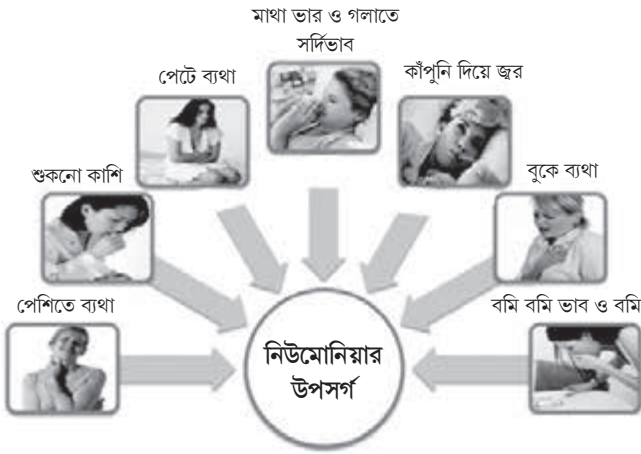 মাথা ভার ও গলাতে
সর্দিভাব
পেটে ব্যথা
কাঁপুনি দিয়ে জ্বর
শুকনো কাশি
বুকে ব্যথা
পেশিতে ব্যথা
বমি বমি ভাব ও বমি
নিউমোনিয়ার
উপসর্গ